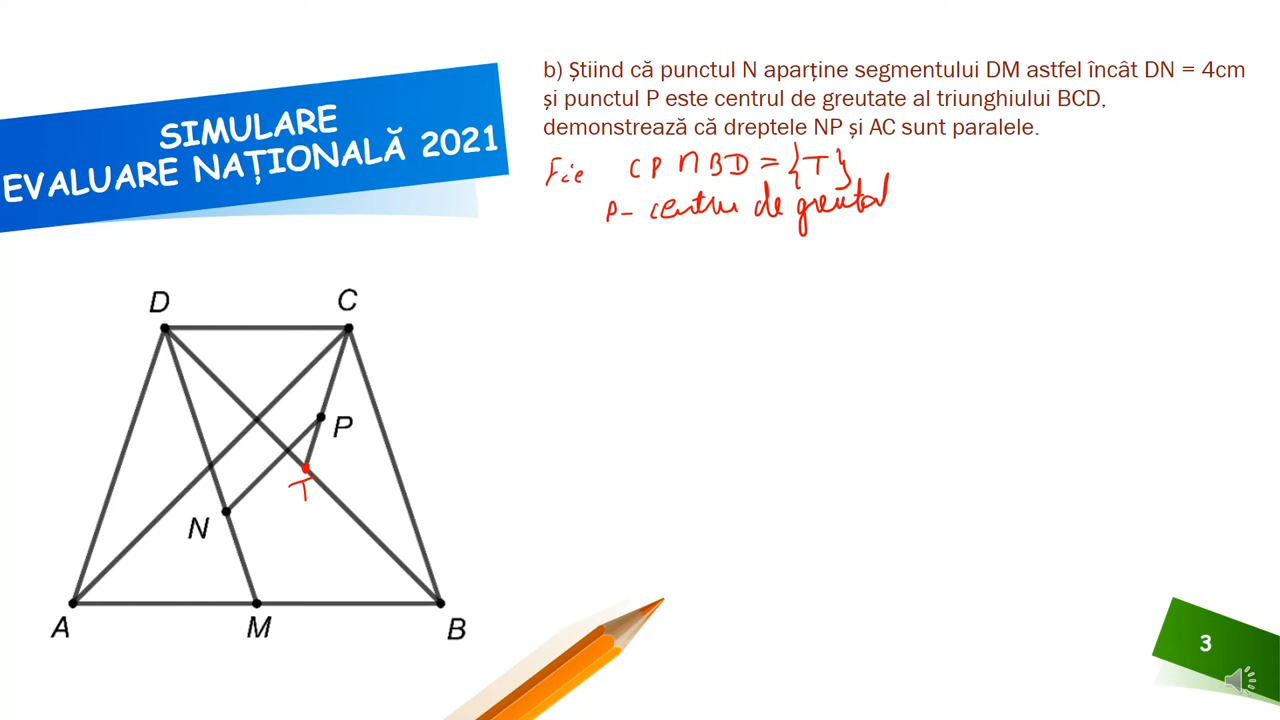 SIMULARE
EVALUARE NAȚIONALĂ 2021
b) Știind că punctul N aparține segmentului DM astfel încât DN = 4cm
și punctul P este centrul de greutate al triunghiului BCD,
demonstrează că dreptele NP și AC sunt paralele.
Fie CP ∩ BD = {T}
P- centru de greutat
D C
P
T
N
A M B
3